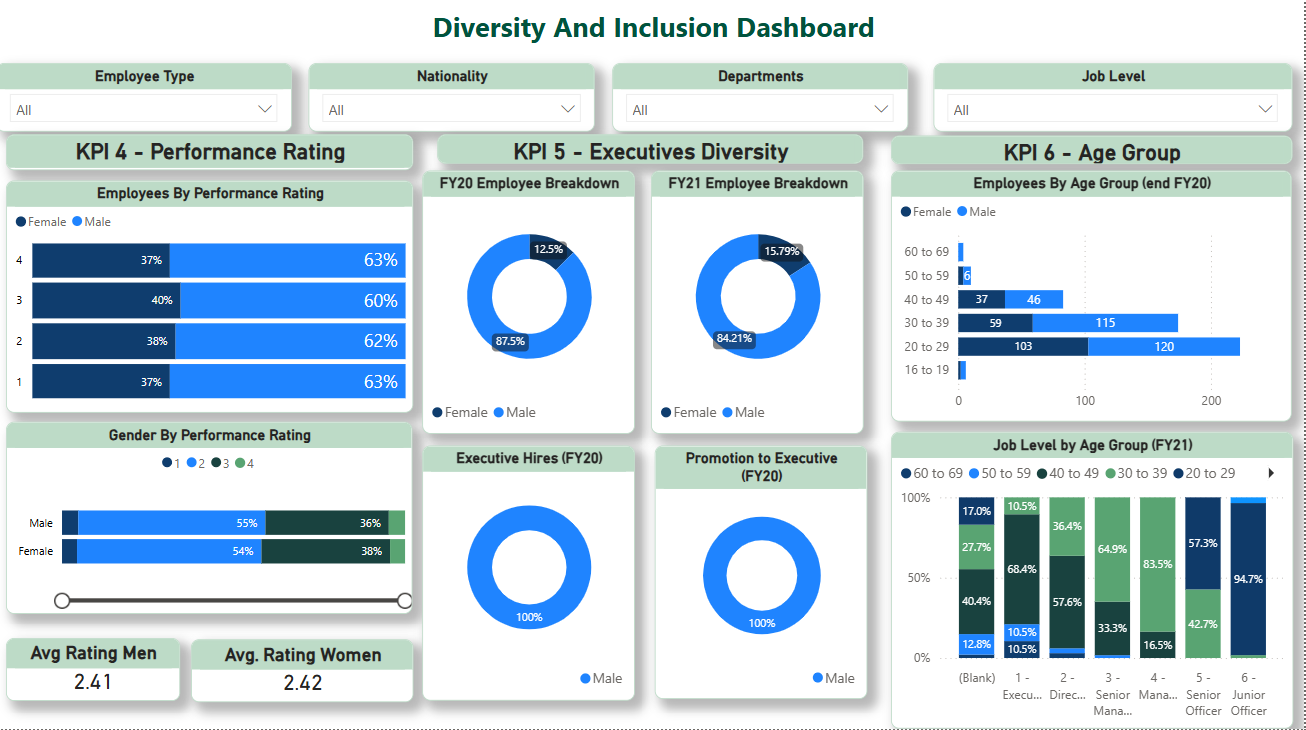 Diversity And Inclusion Dashboard
Employee Type
All
Nationality
All
Departments
All
Job Level
All
KPI 4 - Performance Rating
Employees By Performance Rating
Female Male
4 37% 63%
3 40% 60%
2 38% 62%
1 37% 63%
Gender By Performance Rating
1 2 3 4
Male 55% 36%
Female 54% 38%
Avg Rating Men
2.41
Avg. Rating Women
2.42
KPI 5 - Executives Diversity
FY20 Employee Breakdown
12.5%
87.5%
Female Male
FY21 Employee Breakdown
15.79%
84.21%
Female Male
Executive Hires (FY20)
100%
Male
Promotion to Executive
(FY20)
100%
Male
KPI 6 - Age Group
Employees By Age Group (end FY20)
Female Male
60 to 69
50 to 59 6
40 to 49 37 46
30 to 39 59 115
20 to 29 103 120
16 to 19
0 100 200
Job Level by Age Group (FY21)
60 to 69 50 to 59 40 to 49 30 to 39 20 to 29
100%
50%
0%
17.0%
27.7%
40.4%
12.8%
10.5%
68.4%
10.5%
10.5%
36.4%
57.6%
64.9%
33.3%
83.5%
16.5%
57.3%
42.7%
94.7%
(Blank)
1 -
Execu...
2 -
Direc...
3 -
Senior
Mana...
4 -
Mana...
5 -
Senior
Officer
6 -
Junior
Officer